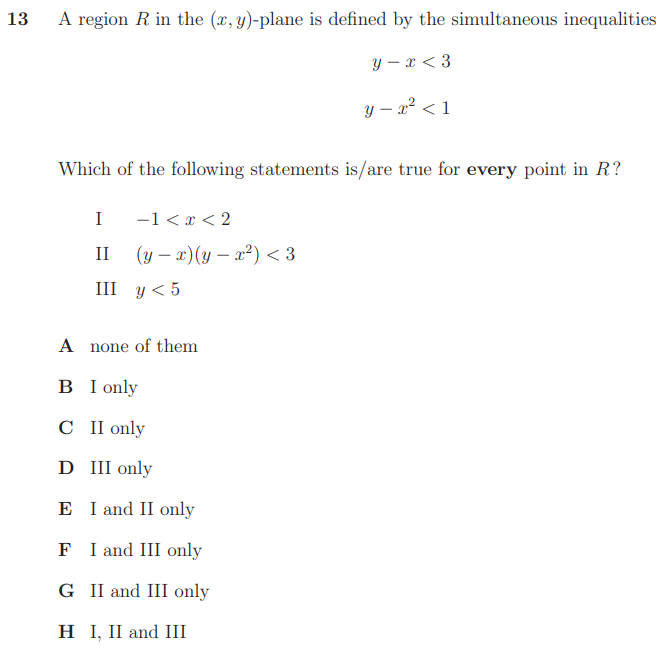 13 A region R in the (x, y)-plane is defined by the simultaneous inequalities
y − x < 3
y − x² < 1
Which of the following statements is/are true for every point in R?
I −1 < x < 2
II (y − x)(y − x²) < 3
III y < 5
A none of them
B I only
C II only
D III only
E I and II only
F I and III only
G II and III only
H I, II and III